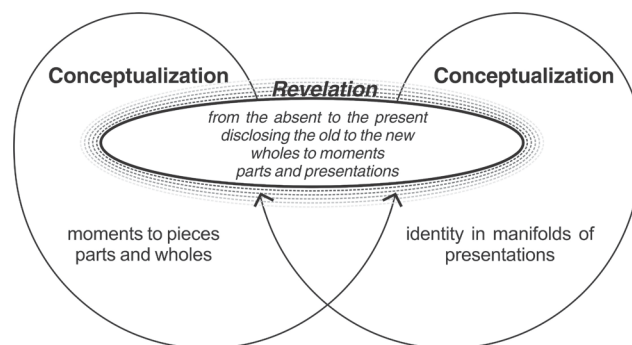 Conceptualization
Conceptualization
Revelation
from the absent to the present
disclosing the old to the new
wholes to moments
parts and presentations
moments to pieces
parts and wholes
identity in manifolds of
presentations